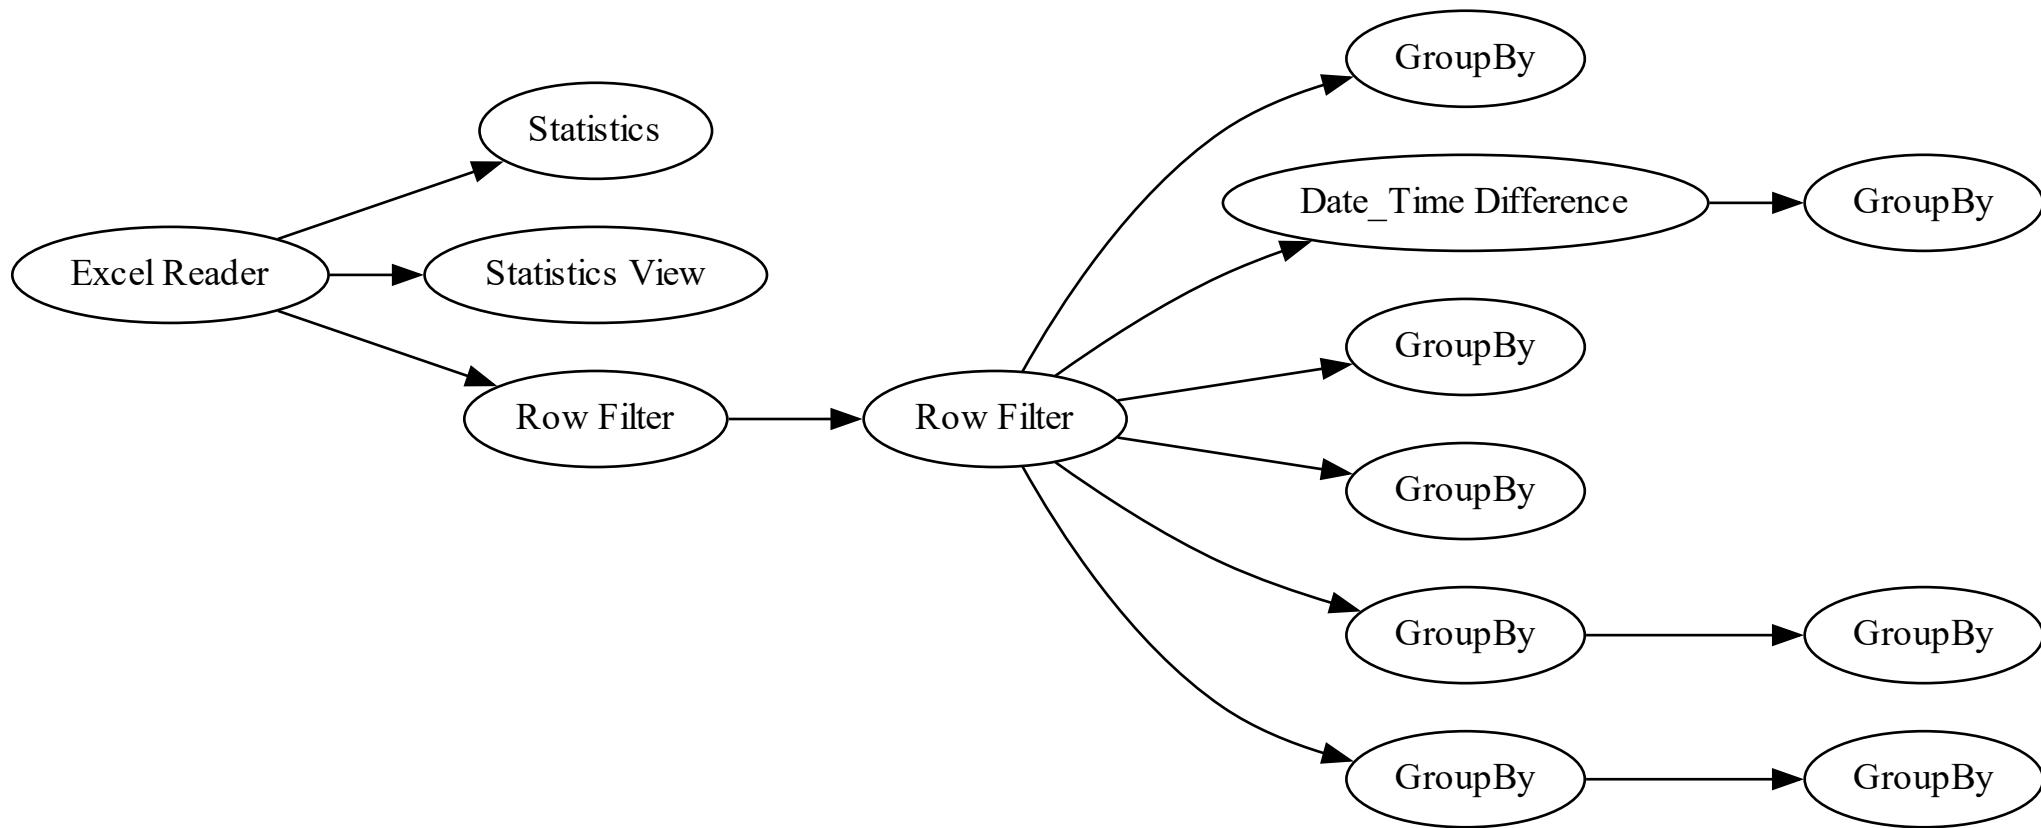 GroupBy
Statistics
Date_Time Difference
GroupBy
Excel Reader
Statistics View
GroupBy
Row Filter
Row Filter
GroupBy
GroupBy
GroupBy
GroupBy
GroupBy